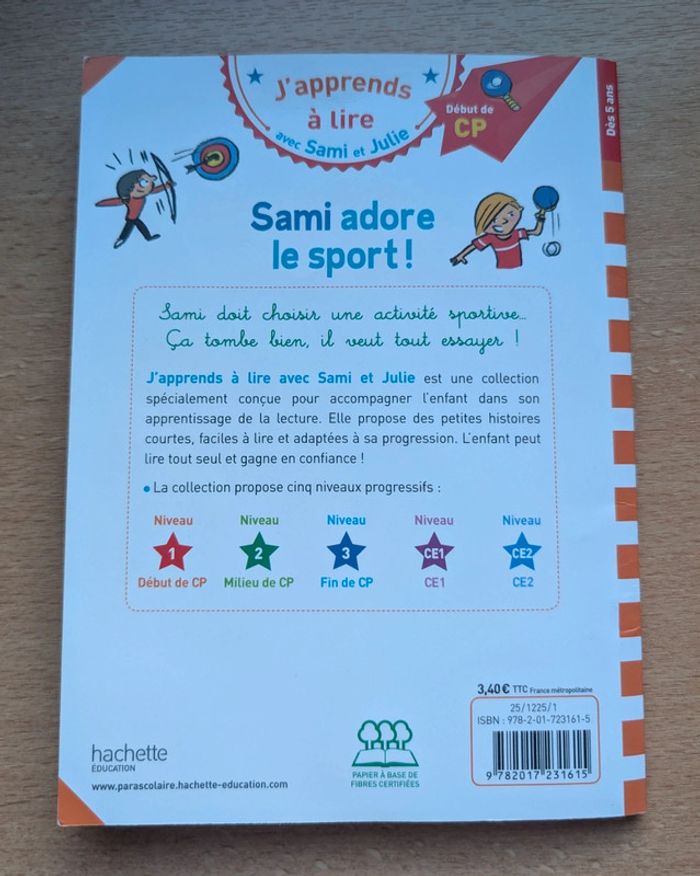 J'apprends
à lire
avec Sami et Julie
Début de
CP
Dès 5 ans
Sami adore
le sport !
Sami doit choisir une activité sportive...
Ça tombe bien, il veut tout essayer !
J'apprends à lire avec Sami et Julie est une collection
spécialement conçue pour accompagner l'enfant dans son
apprentissage de la lecture. Elle propose des petites histoires
courtes, faciles à lire et adaptées à sa progression. L'enfant peut
lire tout seul et gagne en confiance !
• La collection propose cinq niveaux progressifs :
Niveau Niveau Niveau Niveau Niveau
1 2 3 CE1 CE2
Début de CP Milieu de CP Fin de CP CE1 CE2
3,40 € TTC France métropolitaine
25/1225/1
ISBN : 978-2-01-723161-5
9 782017 231615
hachette
ÉDUCATION
www.parascolaire.hachette-education.com
PAPIER À BASE DE
FIBRES CERTIFIÉES